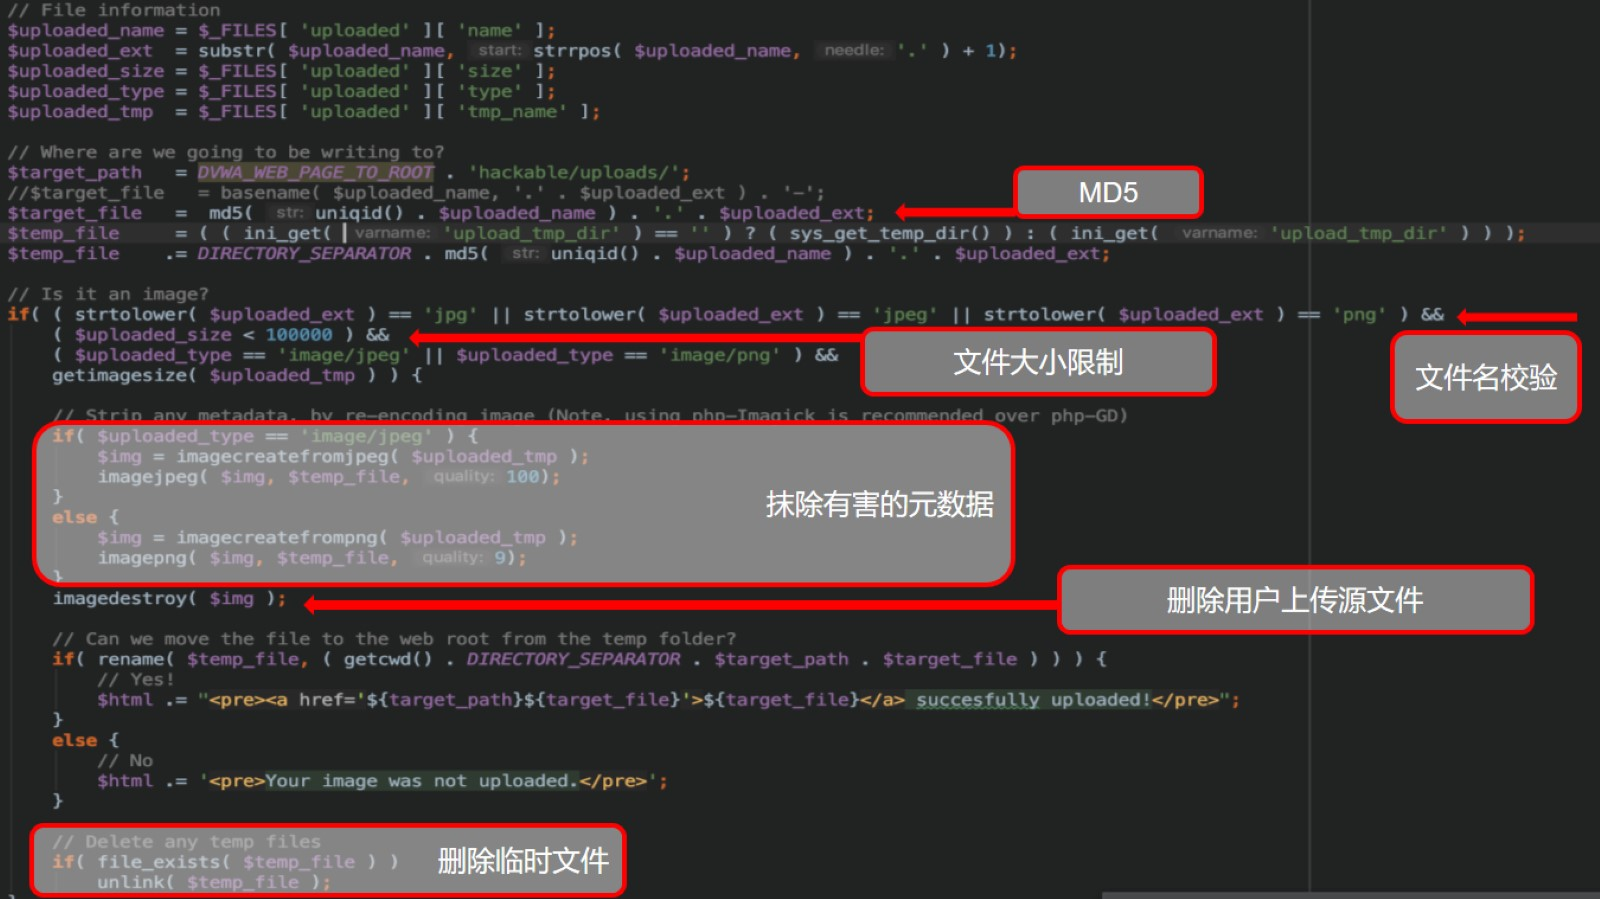 // File information
$uploaded_name = $_FILES[ 'uploaded' ][ 'name' ];
$uploaded_ext  = substr( $uploaded_name, start: strrpos( $uploaded_name, needle: '.' ) + 1);
$uploaded_size = $_FILES[ 'uploaded' ][ 'size' ];
$uploaded_type = $_FILES[ 'uploaded' ][ 'type' ];
$uploaded_tmp  = $_FILES[ 'uploaded' ][ 'tmp_name' ];
// Where are we going to be writing to?
$target_path   = DVWA_WEB_PAGE_TO_ROOT . 'hackable/uploads/';
//$target_file   = basename( $uploaded_name, '.' . $uploaded_ext ) . '-';
MD5
$target_file   =  md5( str: uniqid() . $uploaded_name ) . '.' . $uploaded_ext;
$temp_file     = ( ( ini_get( varname: 'upload_tmp_dir' ) == '' ) ? ( sys_get_temp_dir() ) : ( ini_get( varname: 'upload_tmp_dir' ) ) );
$temp_file    .= DIRECTORY_SEPARATOR . md5( str: uniqid() . $uploaded_name ) . '.' . $uploaded_ext;
// Is it an image?
if( ( strtolower( $uploaded_ext ) == 'jpg' || strtolower( $uploaded_ext ) == 'jpeg' || strtolower( $uploaded_ext ) == 'png' ) &&
( $uploaded_size < 100000 ) &&
( $uploaded_type == 'image/jpeg' || $uploaded_type == 'image/png' ) &&
文件大小限制
文件名校验
getimagesize( $uploaded_tmp ) ) {
// Strip any metadata, by re-encoding image (Note, using php-Imagick is recommended over php-GD)
if( $uploaded_type == 'image/jpeg' ) {
$img = imagecreatefromjpeg( $uploaded_tmp );
imagejpeg( $img, $temp_file, quality: 100);
}
抹除有害的元数据
else {
$img = imagecreatefrompng( $uploaded_tmp );
imagepng( $img, $temp_file, quality: 9);
}
imagedestroy( $img );
删除用户上传源文件
// Can we move the file to the web root from the temp folder?
if( rename( $temp_file, ( getcwd() . DIRECTORY_SEPARATOR . $target_path . $target_file ) ) ) {
// Yes!
$html .= "<pre><a href='${target_path}${target_file}'>${target_file}</a> succesfully uploaded!</pre>";
}
else {
// No
$html .= '<pre>Your image was not uploaded.</pre>';
}
// Delete any temp files
if( file_exists( $temp_file ) )
删除临时文件
unlink( $temp_file );